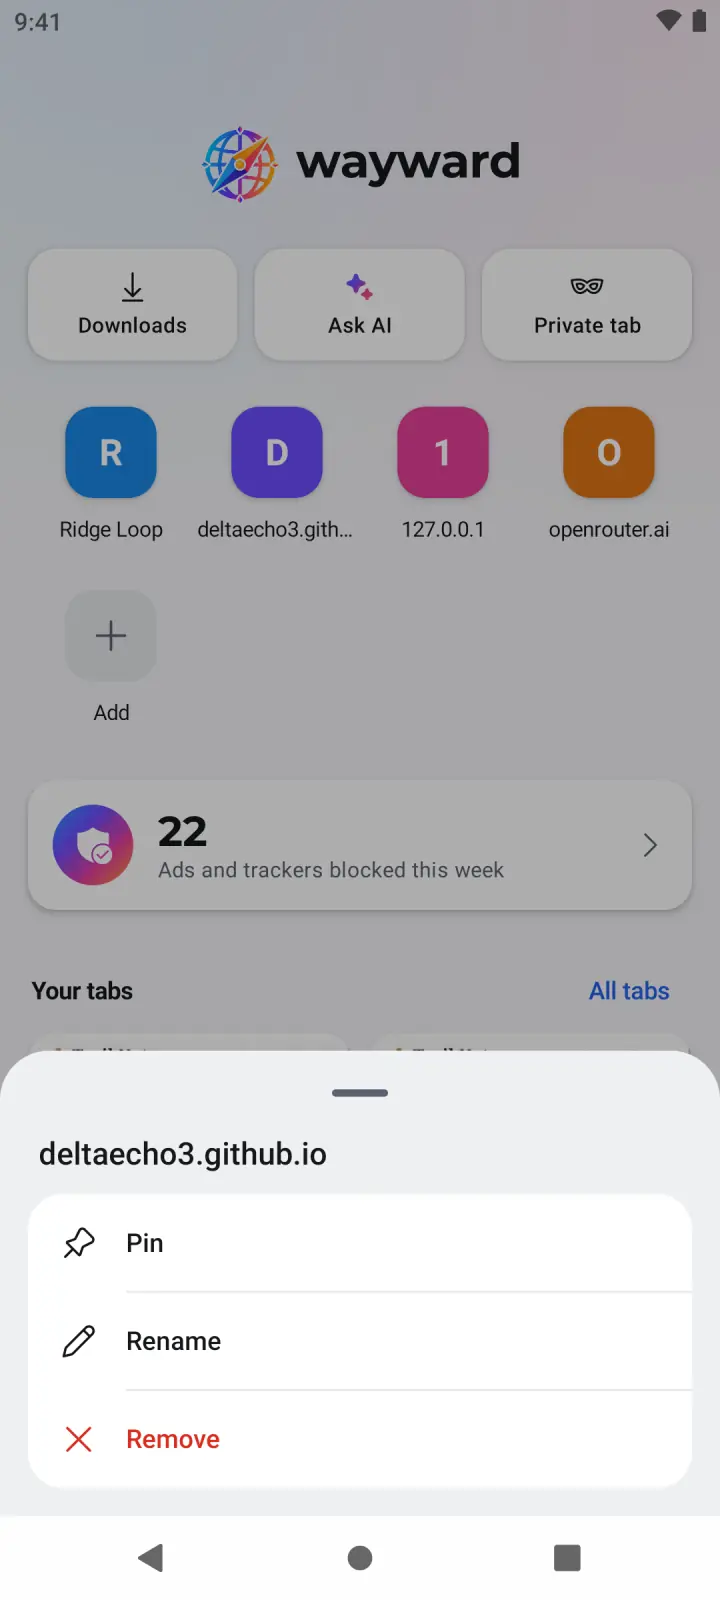 9:41
wayward
Downloads
Ask AI
Private tab
R
D
1
O
Ridge Loop
deltaecho3.gith...
127.0.0.1
openrouter.ai
Add
22
Ads and trackers blocked this week
Your tabs
All tabs
deltaecho3.github.io
Pin
Rename
Remove